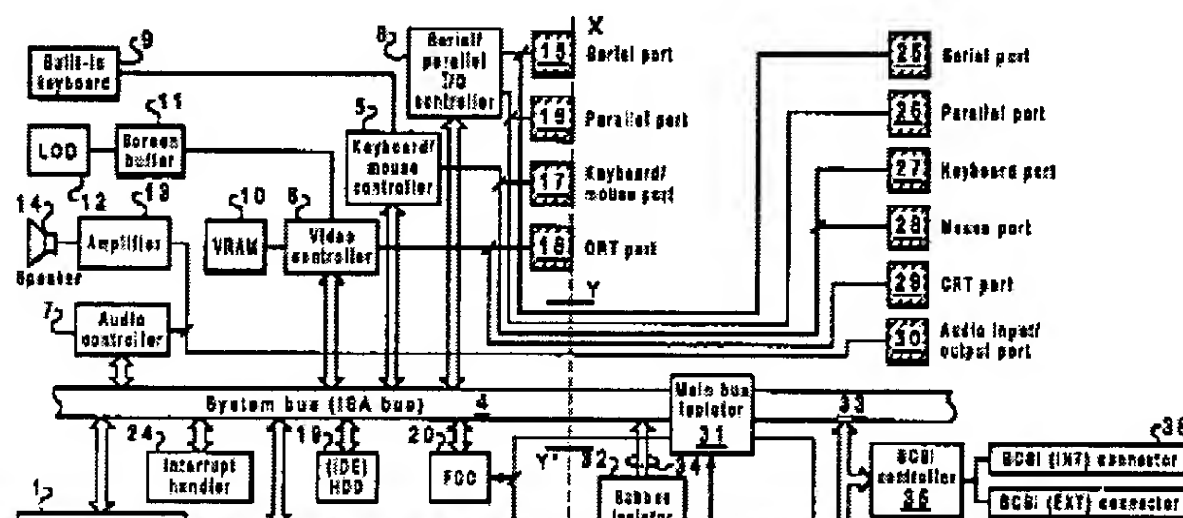 9
Built-in
keyboard
11
LCD
Screen
buffer
12
13
14
Speaker
Amplifier
10
VRAM
6
Video
controller
5
Keyboard/
mouse
controller
8
Serial/
parallel
I/O
controller
7
Audio
controller
X
15
Serial port
16
Parallel port
17
Keyboard/
mouse port
18
CRT port
Y
25
Serial port
26
Parallel port
27
Keyboard port
28
Mouse port
29
CRT port
30
Audio input/
output port
System bus (ISA bus) 4
Main bus
isolator
31
33
24
Interrupt
handler
19
(IDE)
HDD
20
FDC
Y'
32
34
Subbus
isolator
SCSI
controller
35
SCSI (INT) connector
SCSI (EXT) connector
1